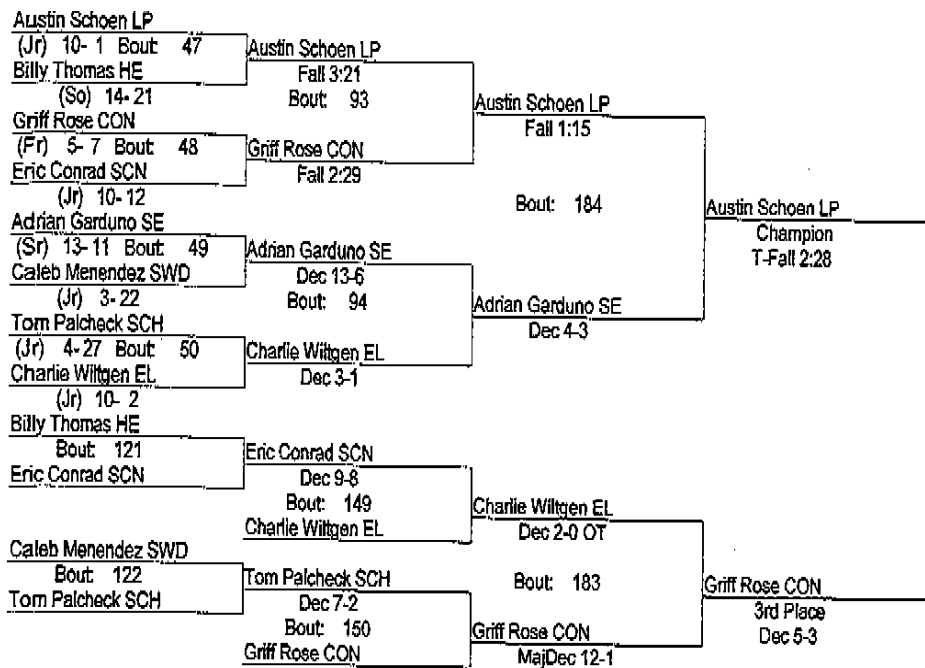 Austin Schoen LP
(Jr) 10- 1 Bout: 47
Billy Thomas HE
(So) 14- 21
Griff Rose CON
(Fr) 5- 7 Bout: 48
Eric Conrad SCN
(Jr) 10- 12
Adrian Garduno SE
(Sr) 13- 11 Bout: 49
Caleb Menendez SWD
(Jr) 3- 22
Tom Palcheck SCH
(Jr) 4- 27 Bout: 50
Charlie Wiltgen EL
(Jr) 10- 2
Billy Thomas HE
Bout: 121
Eric Conrad SCN
Caleb Menendez SWD
Bout: 122
Tom Palcheck SCH
Austin Schoen LP
Fall 3:21
Bout: 93
Griff Rose CON
Fall 2:29
Adrian Garduno SE
Dec 13-6
Bout: 94
Charlie Wiltgen EL
Dec 3-1
Eric Conrad SCN
Dec 9-8
Bout: 149
Charlie Wiltgen EL
Tom Palcheck SCH
Dec 7-2
Bout: 150
Griff Rose CON
Austin Schoen LP
Fall 1:15
Bout: 184
Adrian Garduno SE
Dec 4-3
Charlie Wiltgen EL
Dec 2-0 OT
Bout: 183
Griff Rose CON
MajDec 12-1
Austin Schoen LP
Champion
T-Fall 2:28
Griff Rose CON
3rd Place
Dec 5-3